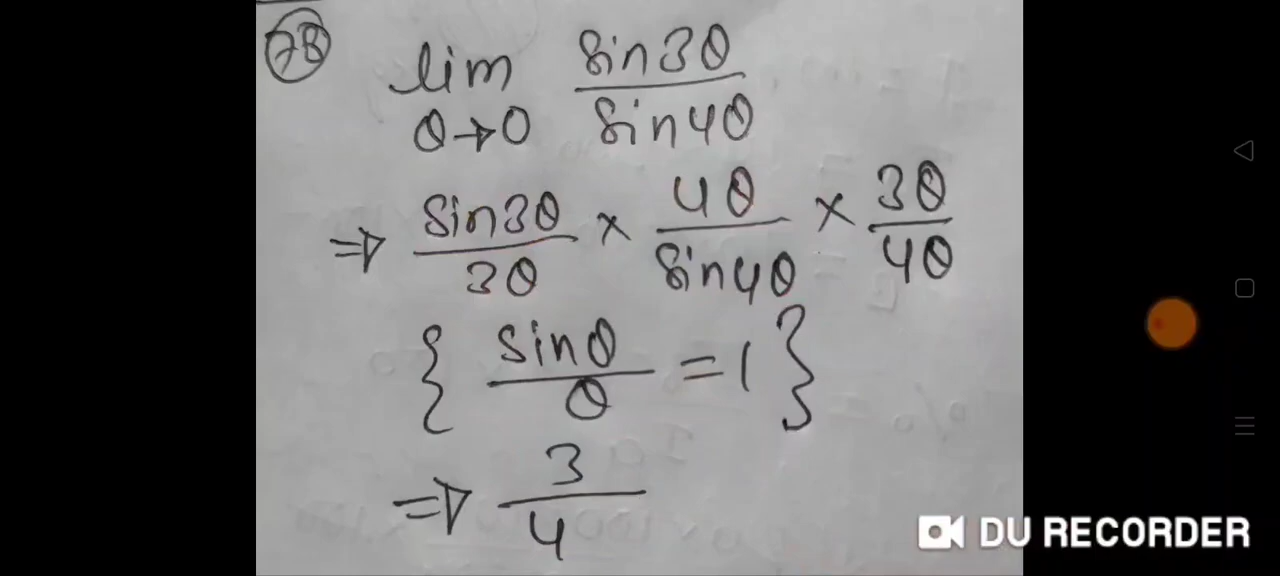 78
lim sin3θ / sin4θ
θ→0
⇒ sin3θ / 3θ × 4θ / sin4θ × 3θ / 4θ
{ sinθ / θ = 1 }
⇒ 3 / 4
DU RECORDER